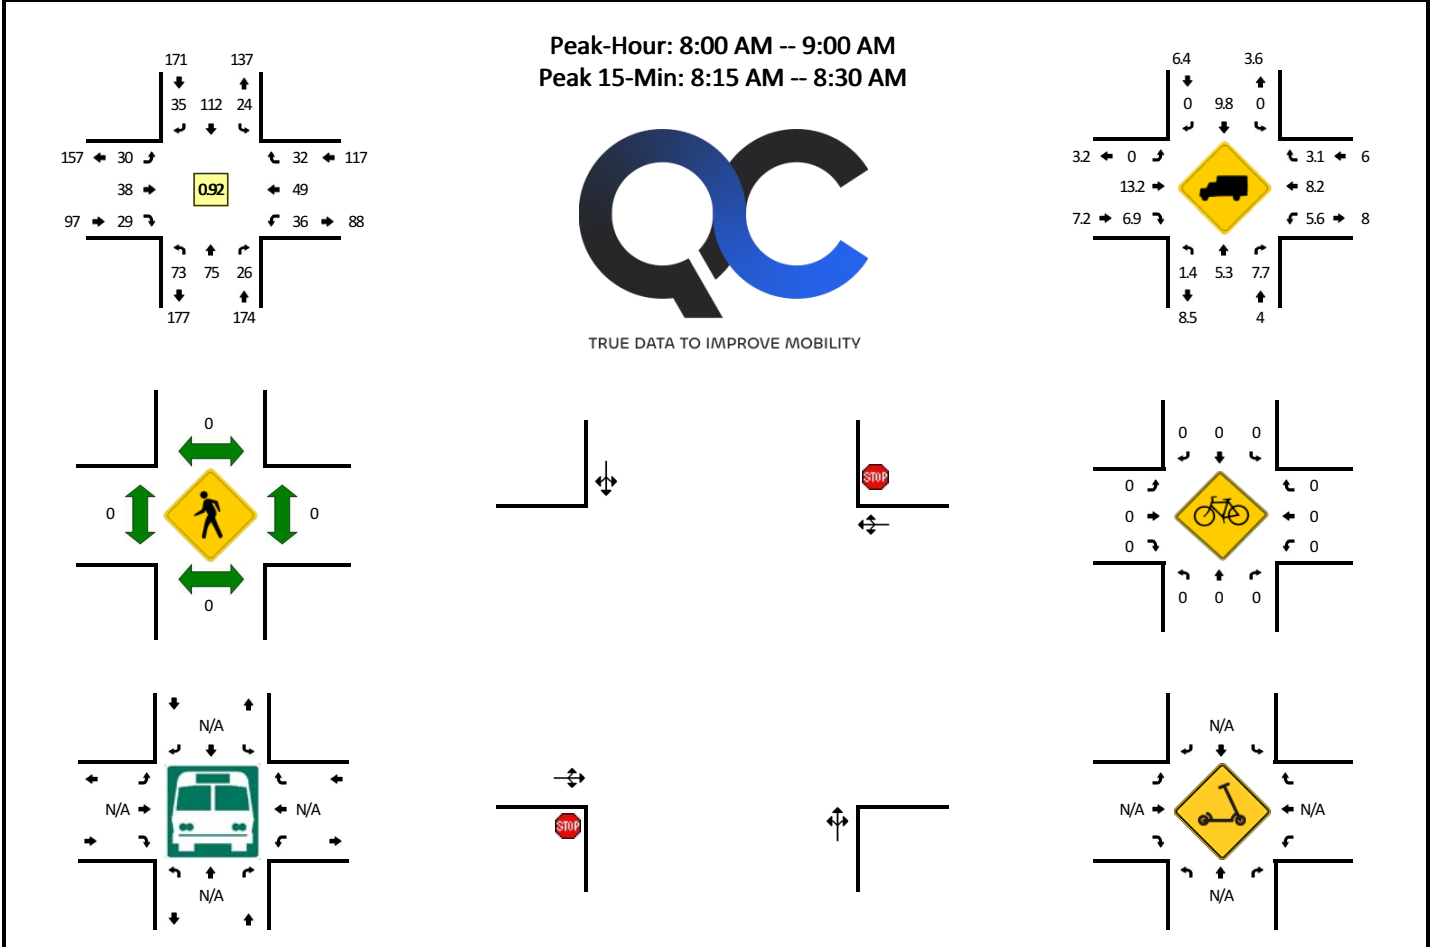 Peak-Hour: 8:00 AM -- 9:00 AM
Peak 15-Min: 8:15 AM -- 8:30 AM
171 137
35 112 24
157 30 32 117
38 0.92 49
97 29 36 88
73 75 26
177 174
QC
TRUE DATA TO IMPROVE MOBILITY
6.4 3.6
0 9.8 0
3.2 0 3.1 6
13.2 8.2
7.2 6.9 5.6 8
1.4 5.3 7.7
8.5 4
0
0 0
0
STOP
STOP
0 0 0
0 0
0 0
0 0
0 0 0
N/A
N/A N/A
N/A
N/A
N/A N/A
N/A